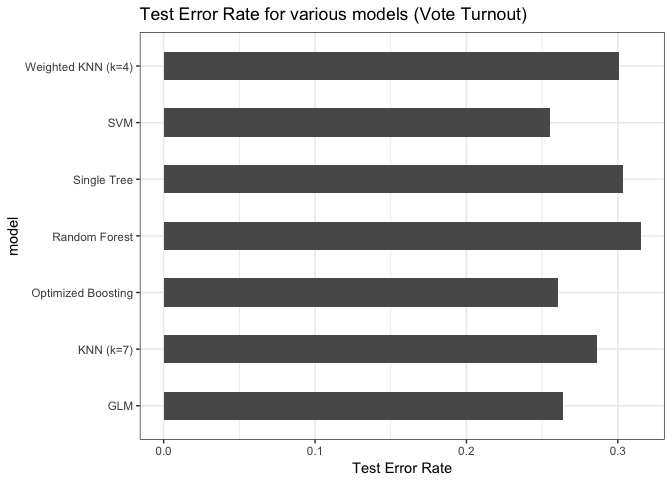 Test Error Rate for various models (Vote Turnout)
Weighted KNN (k=4)
SVM
Single Tree
Random Forest
Optimized Boosting
KNN (k=7)
GLM
model
0.0 0.1 0.2 0.3
Test Error Rate